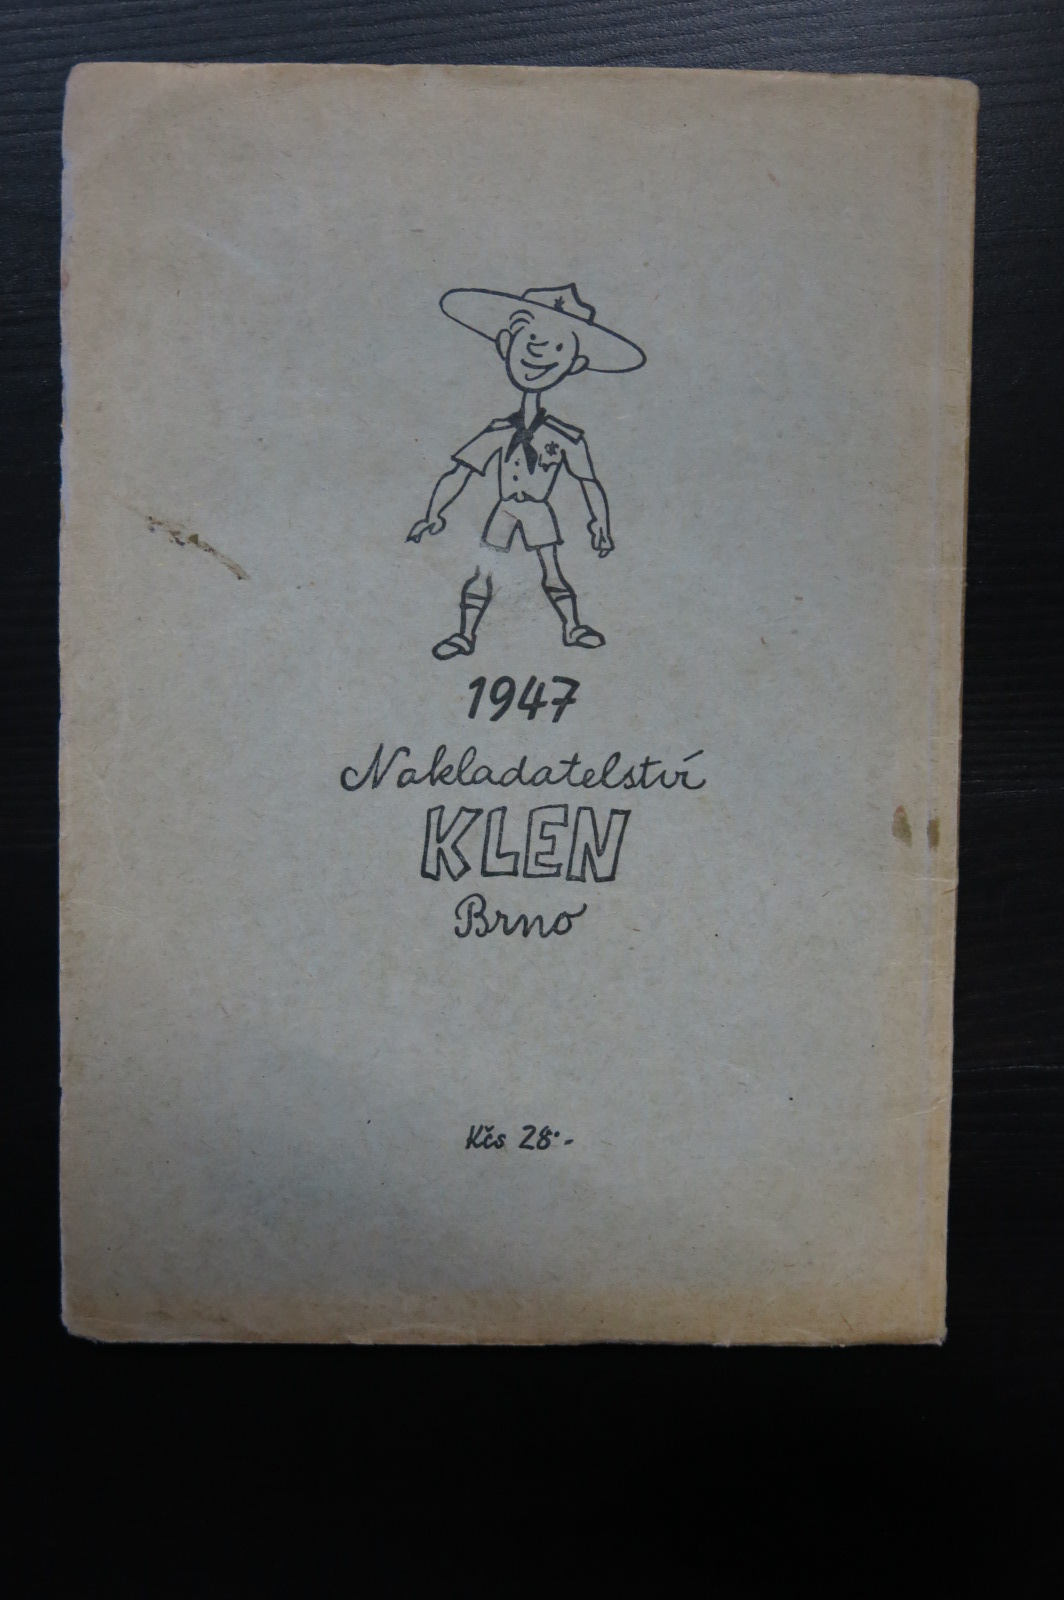 1947
Nakladatelství
KLEN
Brno
Kčs 28·-